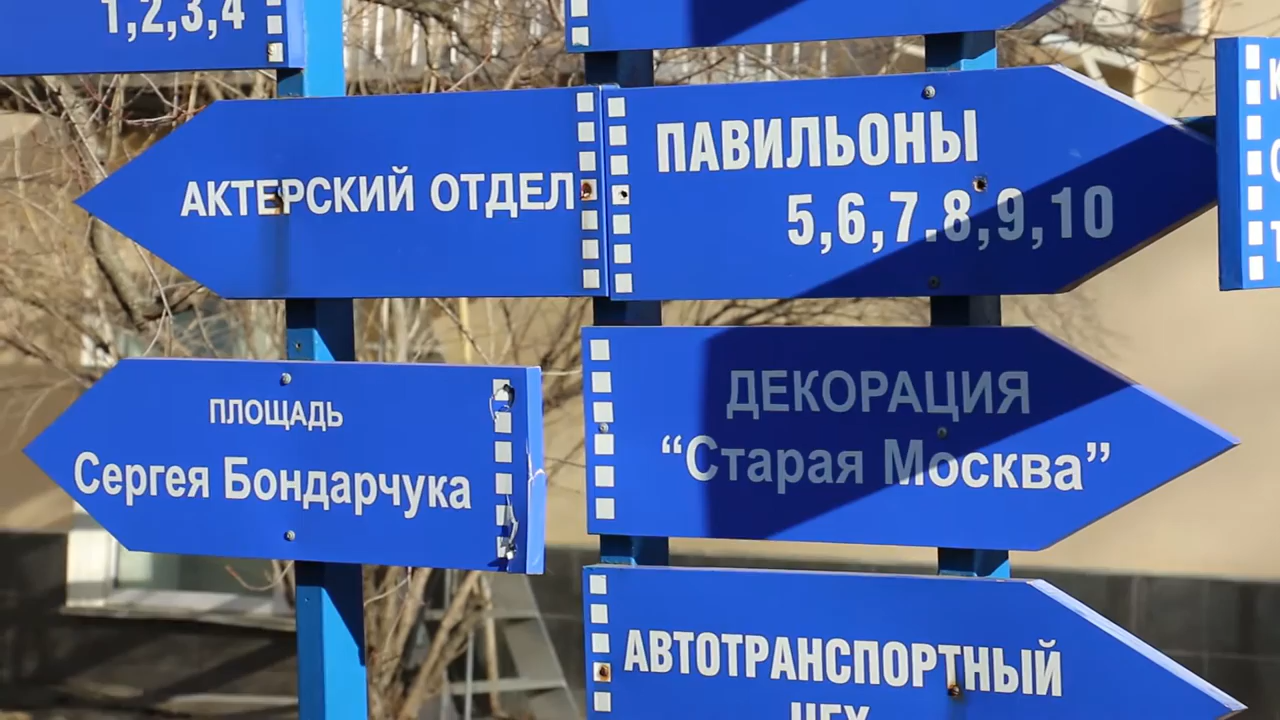 1,2,3,4
АКТЕРСКИЙ ОТДЕЛ
ПАВИЛЬОНЫ
5,6,7.8,9,10
ПЛОЩАДЬ
Сергея Бондарчука
ДЕКОРАЦИЯ
“Старая Москва”
АВТОТРАНСПОРТНЫЙ
ЦЕХ